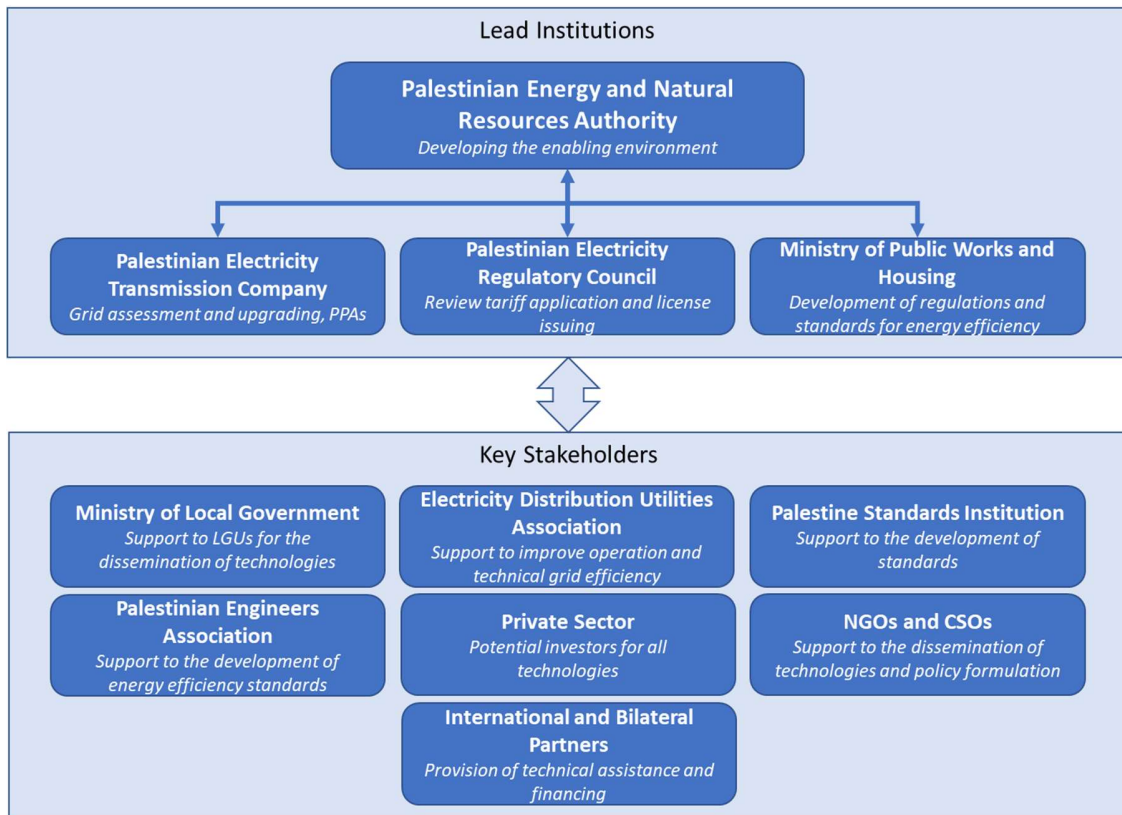 Lead Institutions
Palestinian Energy and Natural
Resources Authority
Developing the enabling environment
Palestinian Electricity
Transmission Company
Grid assessment and upgrading, PPAs
Palestinian Electricity
Regulatory Council
Review tariff application and license
issuing
Ministry of Public Works and
Housing
Development of regulations and
standards for energy efficiency
Key Stakeholders
Ministry of Local Government
Support to LGUs for the
dissemination of technologies
Electricity Distribution Utilities
Association
Support to improve operation and
technical grid efficiency
Palestine Standards Institution
Support to the development of
standards
Palestinian Engineers
Association
Support to the development of
energy efficiency standards
Private Sector
Potential investors for all
technologies
NGOs and CSOs
Support to the dissemination of
technologies and policy formulation
International and Bilateral
Partners
Provision of technical assistance and
financing